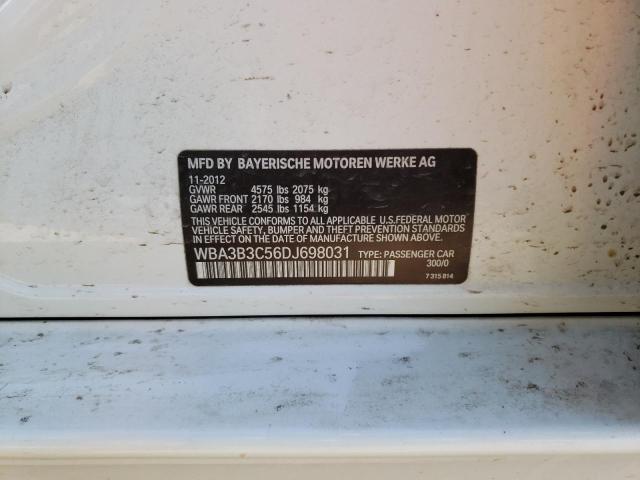 MFD BY BAYERISCHE MOTOREN WERKE AG
11-2012
GVWR 4575 lbs 2075 kg
GAWR FRONT 2170 lbs 984 kg
GAWR REAR 2545 lbs 1154 kg
THIS VEHICLE CONFORMS TO ALL APPLICABLE U.S.FEDERAL MOTOR
VEHICLE SAFETY, BUMPER AND THEFT PREVENTION STANDARDS
IN EFFECT ON THE DATE OF MANUFACTURE SHOWN ABOVE.
WBA3B3C56DJ698031 TYPE: PASSENGER CAR
300/0
7 315 814